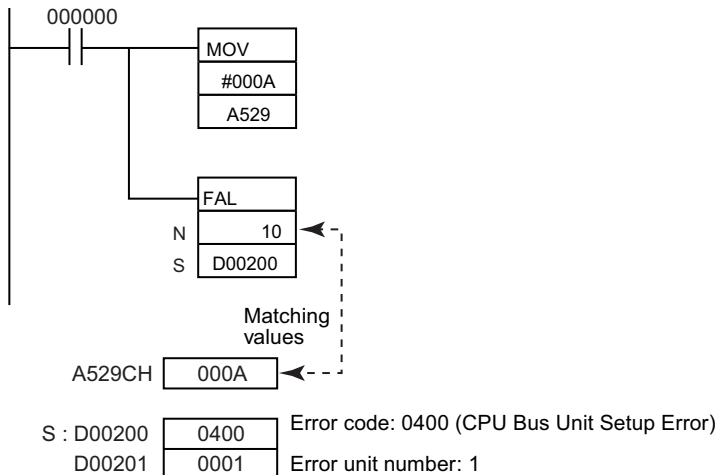 000000
MOV
#000A
A529
FAL
N 10
S D00200
Matching
values
A529CH 000A
S : D00200 0400 Error code: 0400 (CPU Bus Unit Setup Error)
D00201 0001 Error unit number: 1